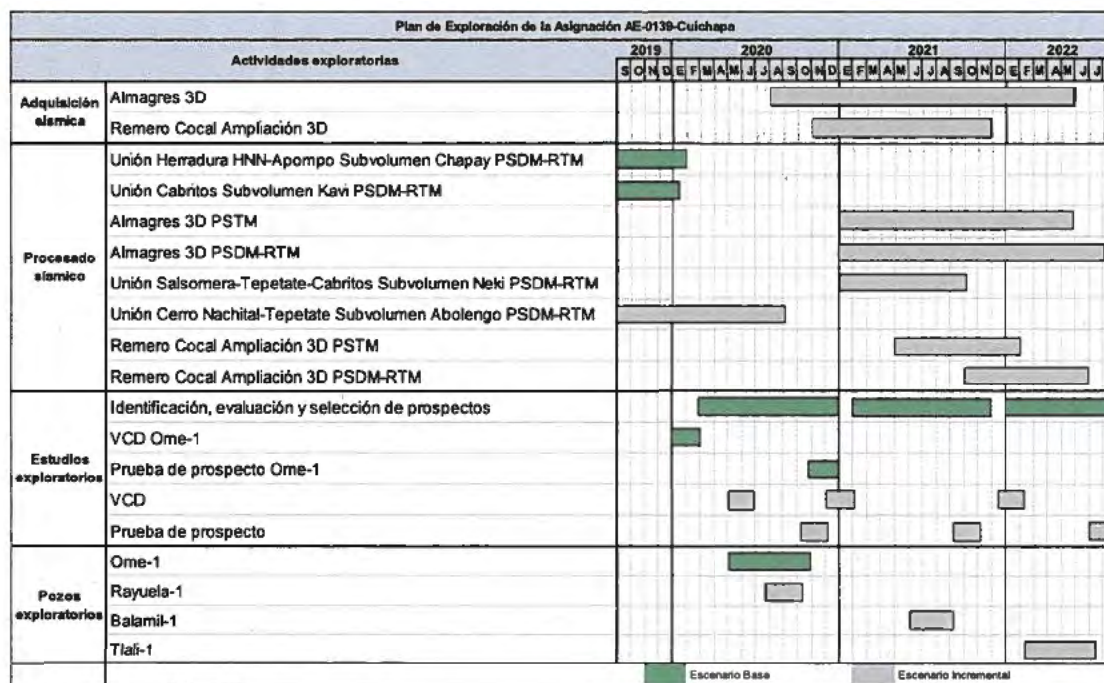 Plan de Exploración de la Asignación AE-0139-Cuichapa
Actividades exploratorias
2019 2020 2021 2022
S O N D E F M A M J J A S O N D E F M A M J J A S O N D E F M A M J J
Adquisición sísmica
Almagres 3D
Remero Cocal Ampliación 3D
Procesado sísmico
Unión Herradura HNN-Apompo Subvolumen Chapay PSDM-RTM
Unión Cabritos Subvolumen Kavi PSDM-RTM
Almagres 3D PSTM
Almagres 3D PSDM-RTM
Unión Salsomera-Tepetate-Cabritos Subvolumen Neki PSDM-RTM
Unión Cerro Nachital-Tepetate Subvolumen Abolengo PSDM-RTM
Remero Cocal Ampliación 3D PSTM
Remero Cocal Ampliación 3D PSDM-RTM
Estudios exploratorios
Identificación, evaluación y selección de prospectos
VCD Ome-1
Prueba de prospecto Ome-1
VCD
Prueba de prospecto
Pozos exploratorios
Ome-1
Rayuela-1
Balamil-1
Tlali-1
Escenario Base
Escenario Incremental